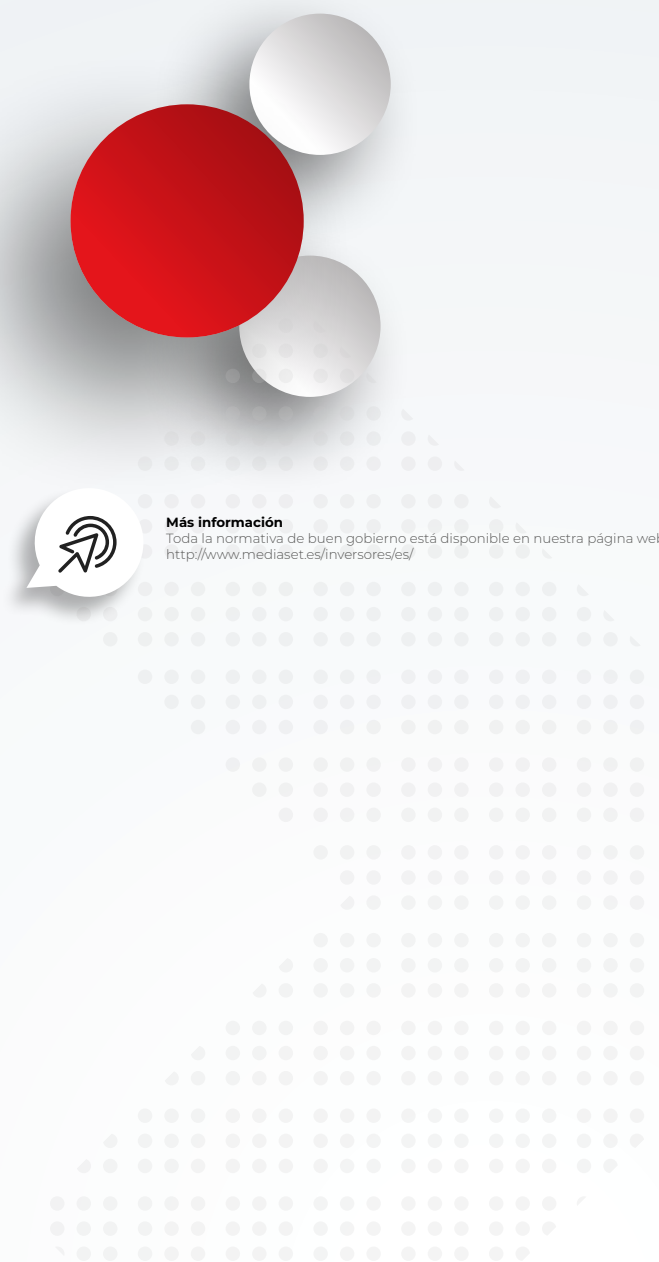 Más información
Toda la normativa de buen gobierno está disponible en nuestra página web
http://www.mediaset.es/inversores/es/